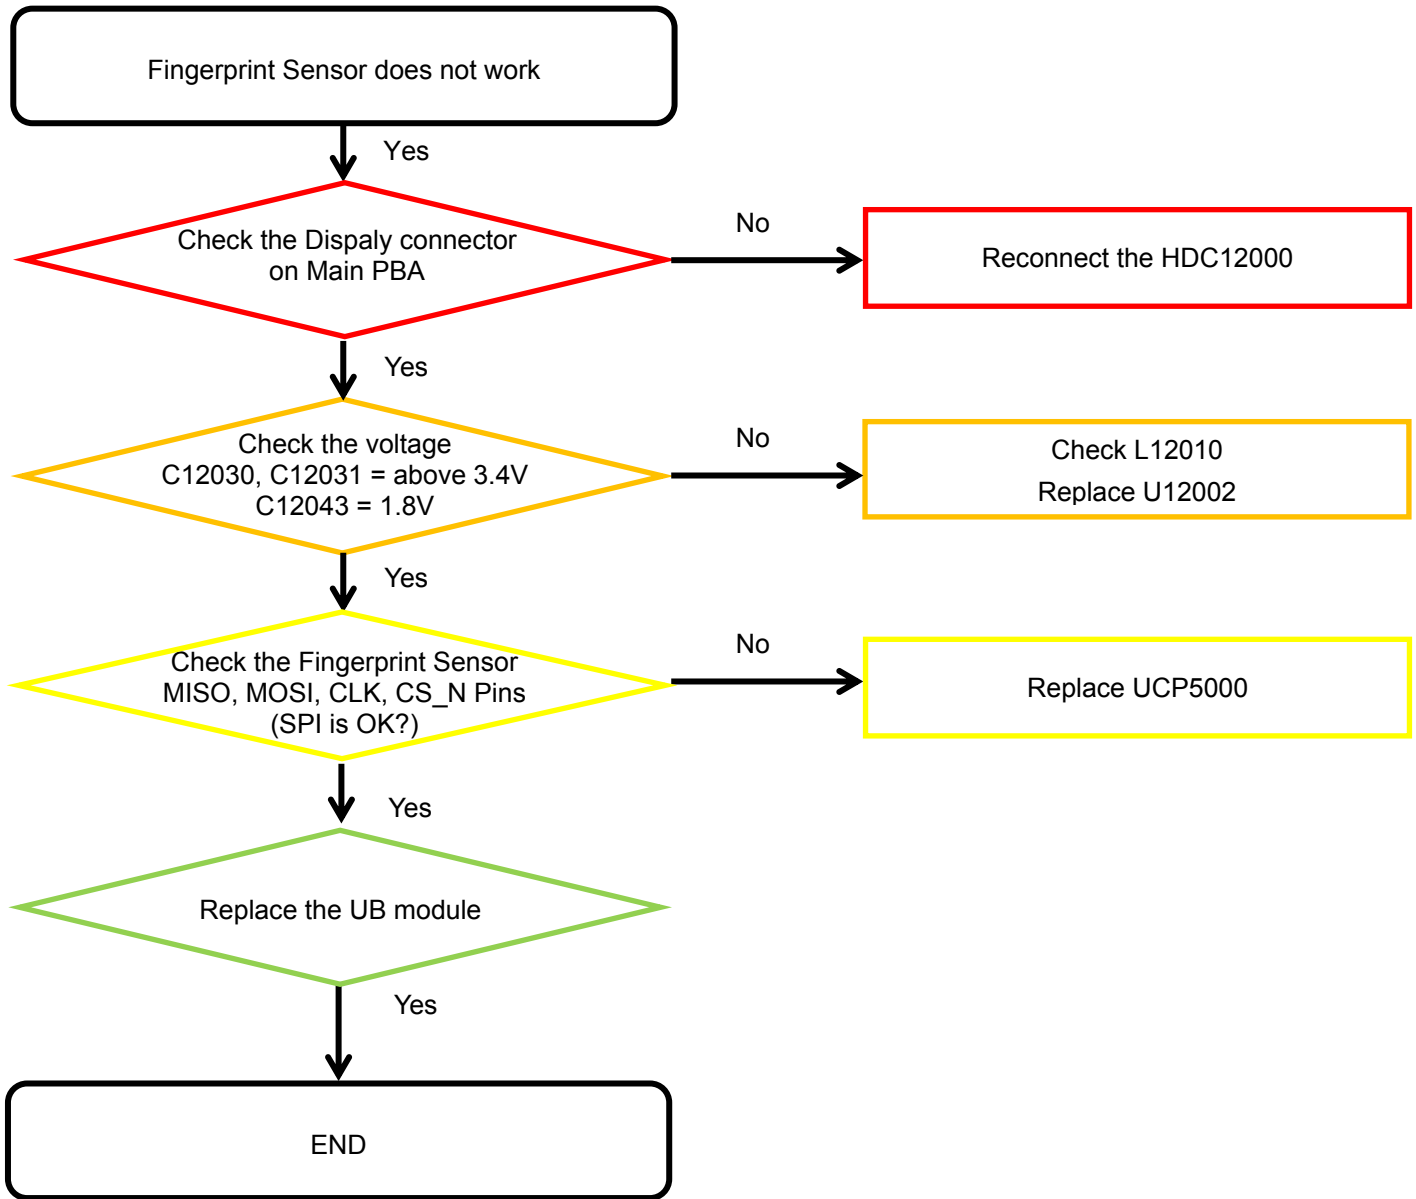 Fingerprint Sensor does not work
Yes
Check the Dispaly connector
on Main PBA
No
Reconnect the HDC12000
Yes
Check the voltage
C12030, C12031 = above 3.4V
C12043 = 1.8V
No
Check L12010
Replace U12002
Yes
Check the Fingerprint Sensor
MISO, MOSI, CLK, CS_N Pins
(SPI is OK?)
No
Replace UCP5000
Yes
Replace the UB module
Yes
END